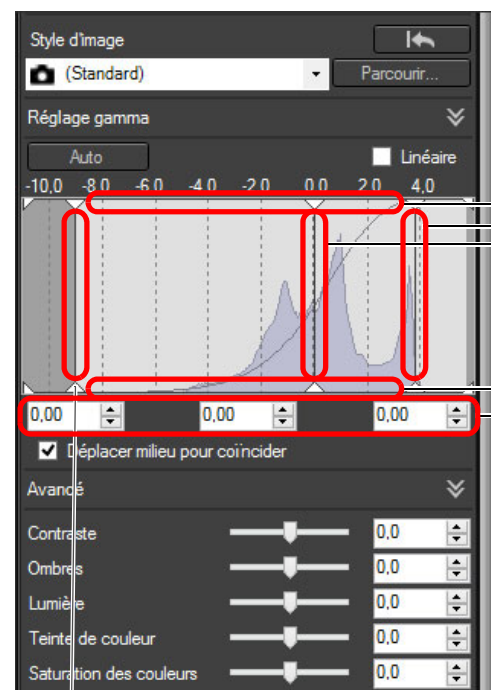 Style d'image
(Standard)
Parcourir...
Réglage gamma
Auto
Linéaire
-10,0 -8,0 -6,0 -4,0 -2,0 0,0 2,0 4,0
0,00 0,00 0,00
Déplacer milieu pour coïncider
Avancé
Contraste 0,0
Ombres 0,0
Lumière 0,0
Teinte de couleur 0,0
Saturation des couleurs 0,0